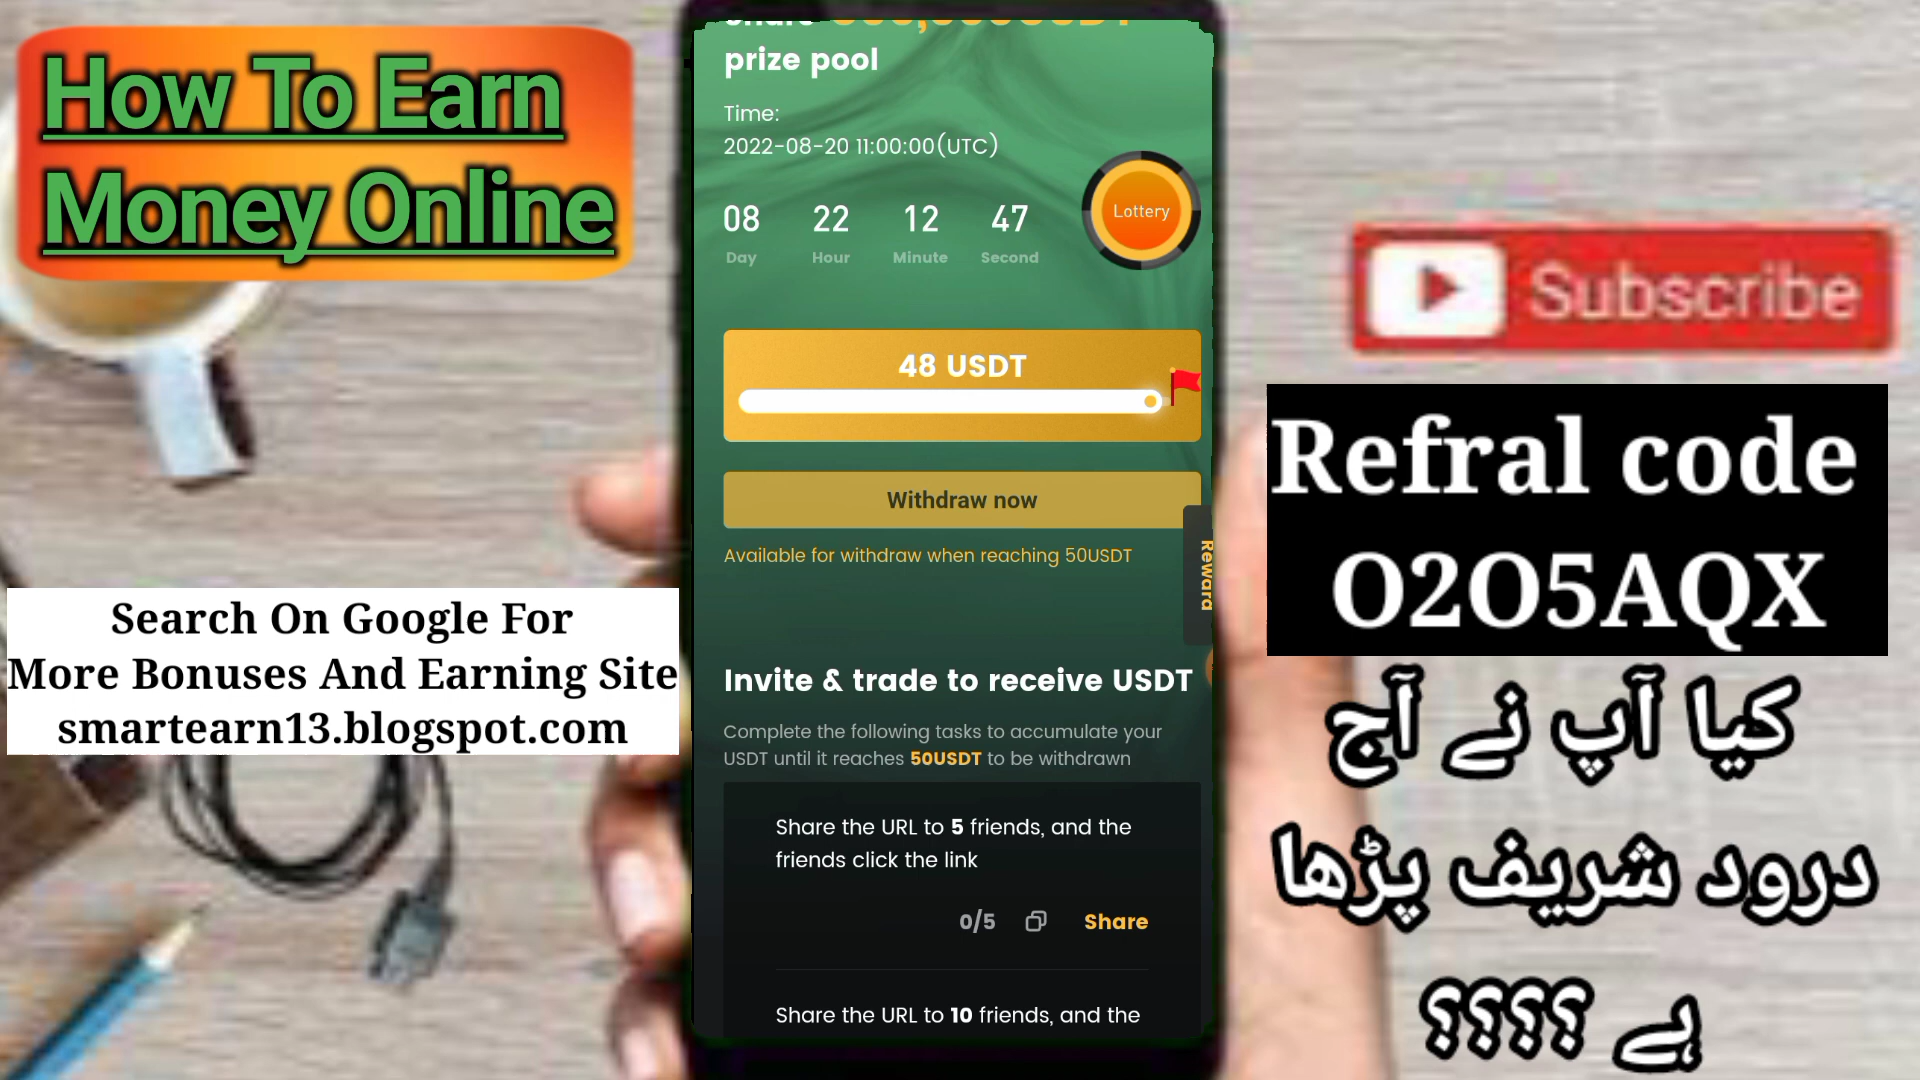 How To Earn
Money Online
Search On Google For
More Bonuses And Earning Site
smartearn13.blogspot.com
prize pool
Time:
2022-08-20 11:00:00(UTC)
08 22 12 47
Day Hour Minute Second
Lottery
48 USDT
Withdraw now
Available for withdraw when reaching 50USDT
Reward
Invite & trade to receive USDT
Complete the following tasks to accumulate your
USDT until it reaches 50USDT to be withdrawn
Share the URL to 5 friends, and the
friends click the link
0/5 Share
Share the URL to 10 friends, and the
Subscribe
Refral code
O2O5AQX
کیا آپ نے آج
درود شریف پڑھا
ہے ؟؟؟؟